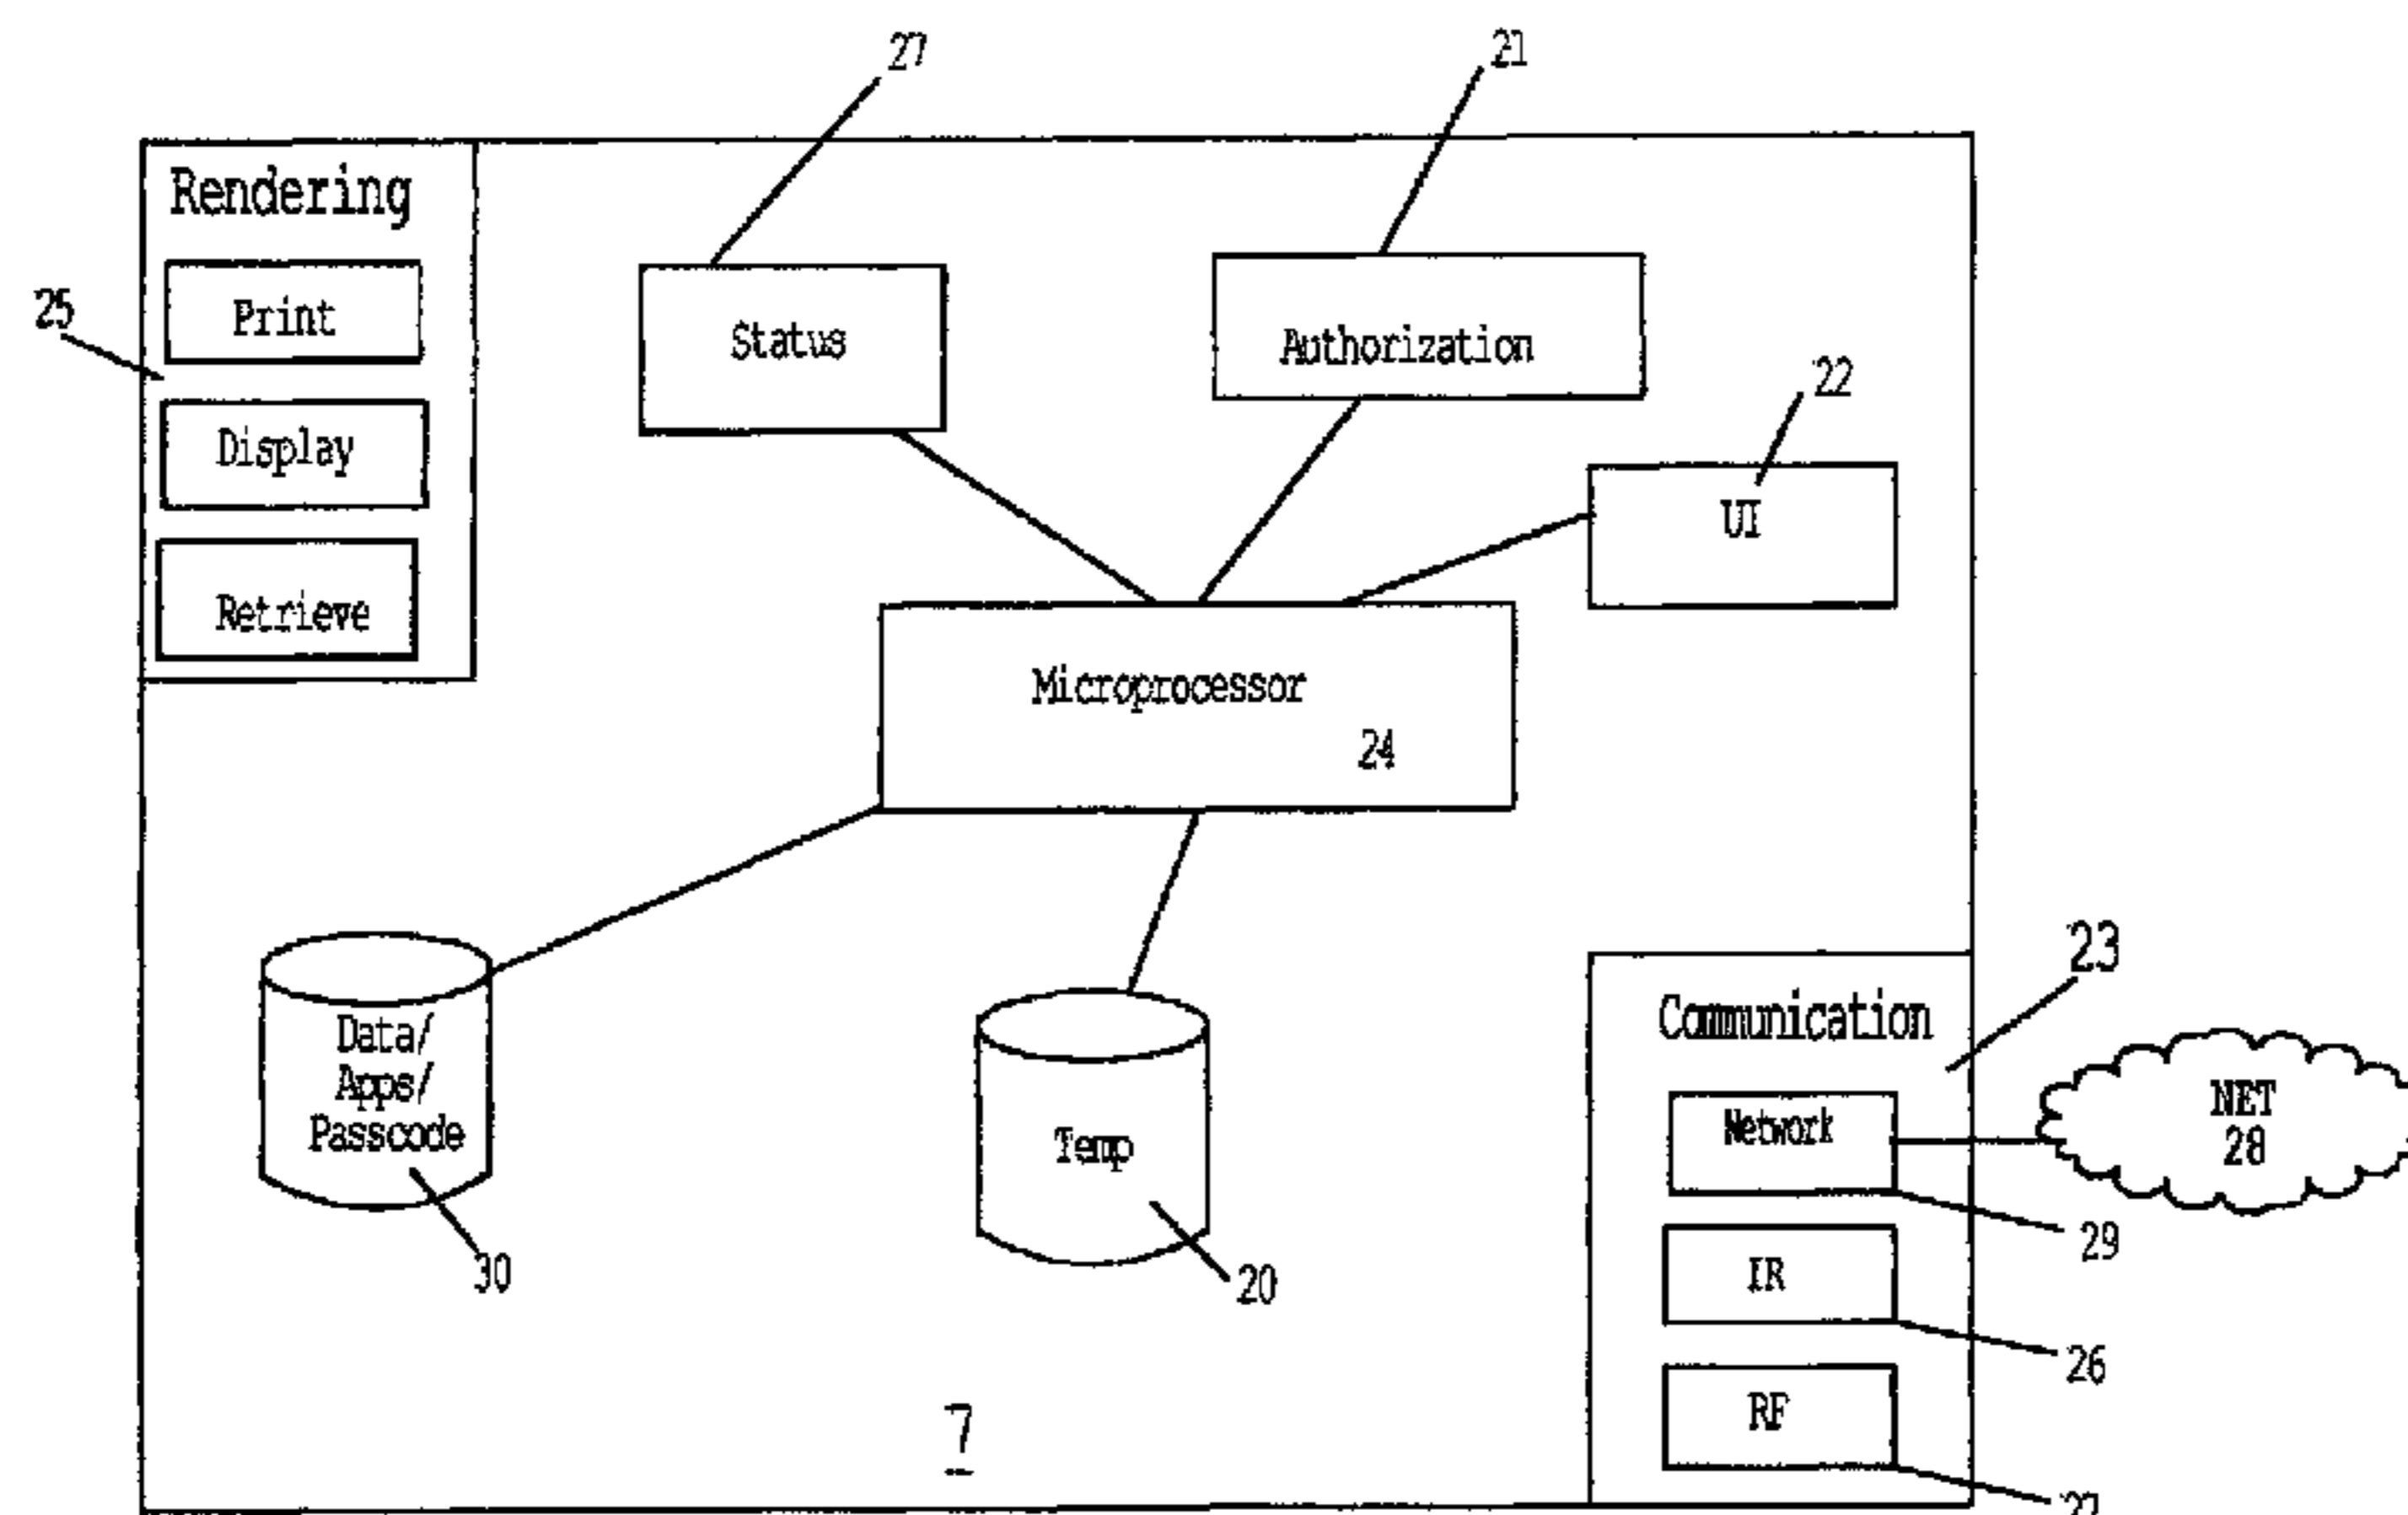 27
21
Rendering
Print
25
Display
Retrieve
Status
Authorization
22
UI
Microprocessor
24
Data/
Apps/
Passcode
30
Temp
20
23
Communication
Network
NET
28
29
IR
26
RF
7